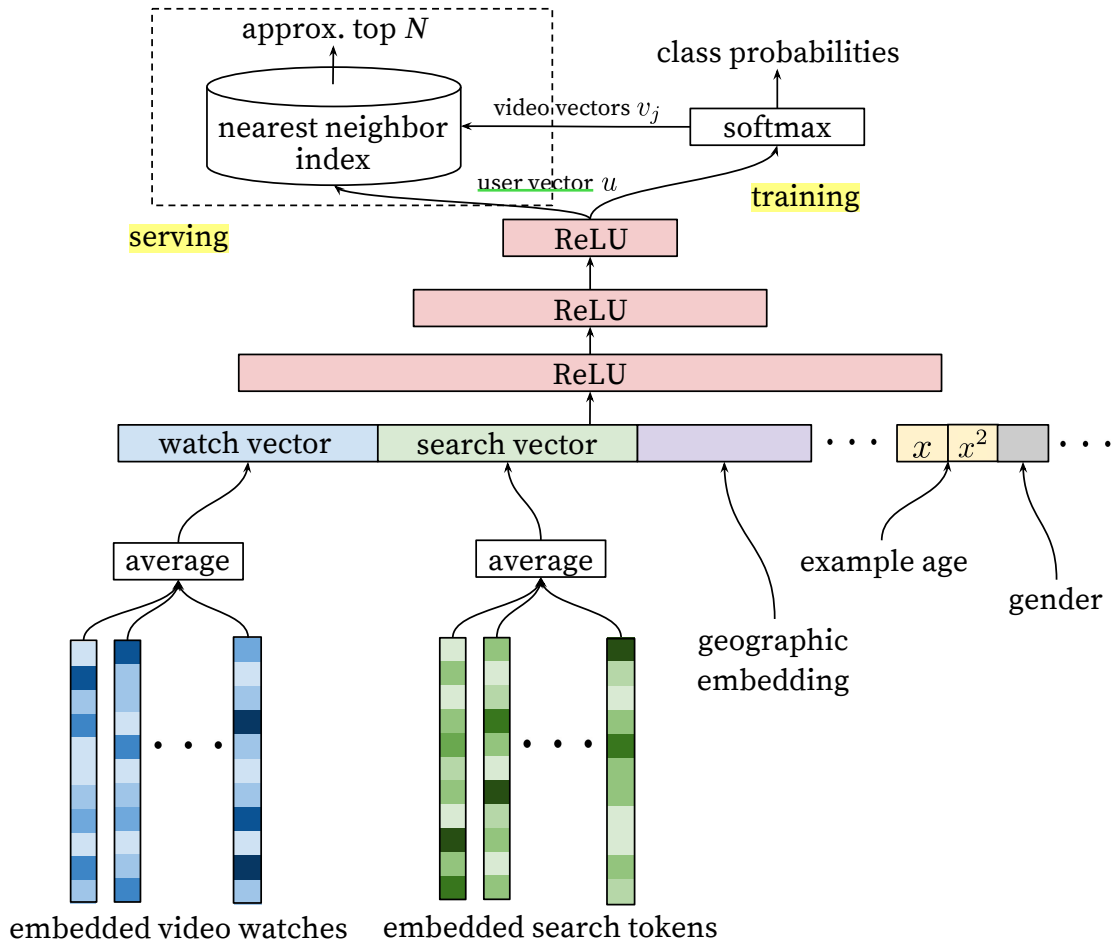 approx. top N
class probabilities
nearest neighbor
index
video vectors v_j
softmax
user vector u
training
serving
ReLU
ReLU
ReLU
watch vector
search vector
. . .
x
x²
. . .
average
average
example age
gender
geographic
embedding
. . .
. . .
embedded video watches
embedded search tokens